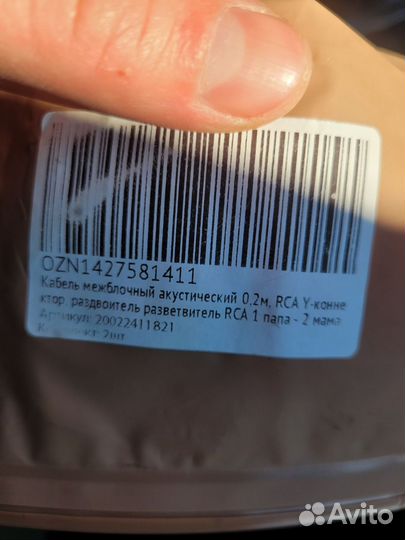 OZN1427581411
Кабель межблочный акустический 0,2м, RCA Y-конне
ктор, раздвоитель разветвитель RCA 1 папа - 2 мама
Артикул: 20022411821
2шт
Avito